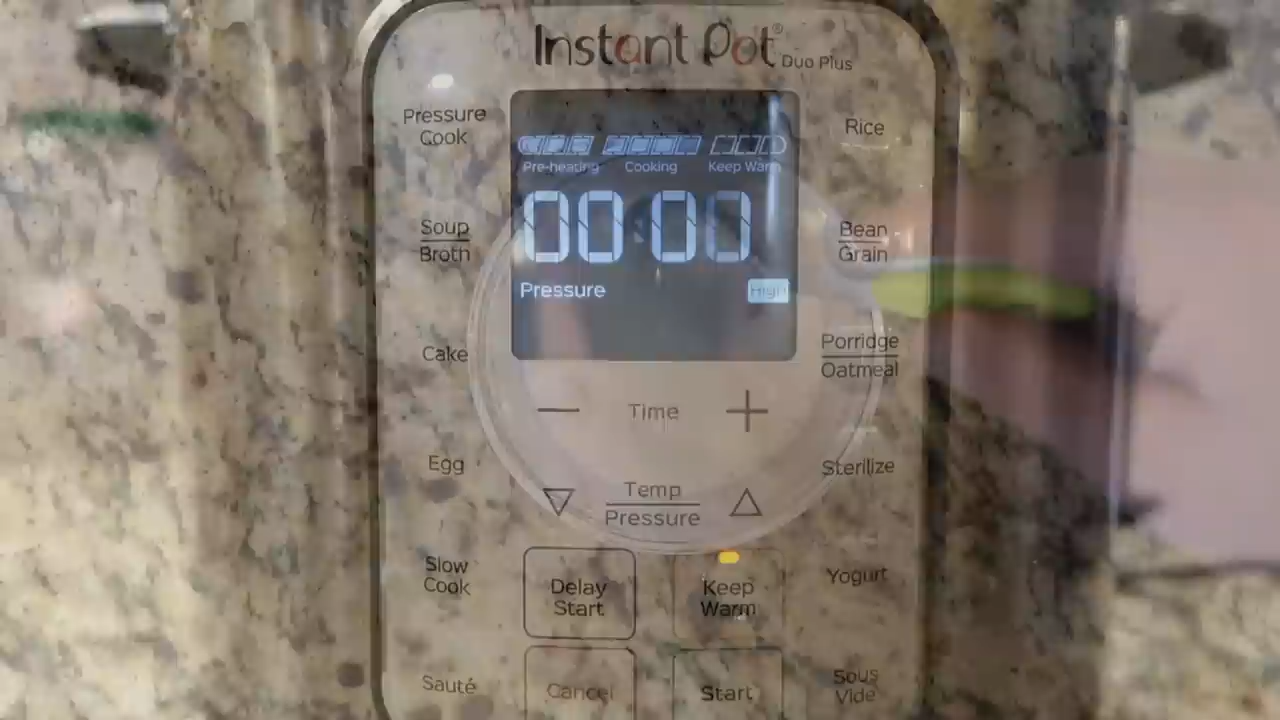 Instant Pot® Duo Plus
Pressure
Cook
Rice
Pre-heating Cooking Keep Warm
00:00
Pressure High
Soup
Broth
Bean
Grain
Cake
Porridge
Oatmeal
− Time +
Egg
Temp
Pressure
Sterilize
Slow
Cook
Delay
Start
Keep
Warm
Yogurt
Sauté
Cancel
Start
Sous
Vide